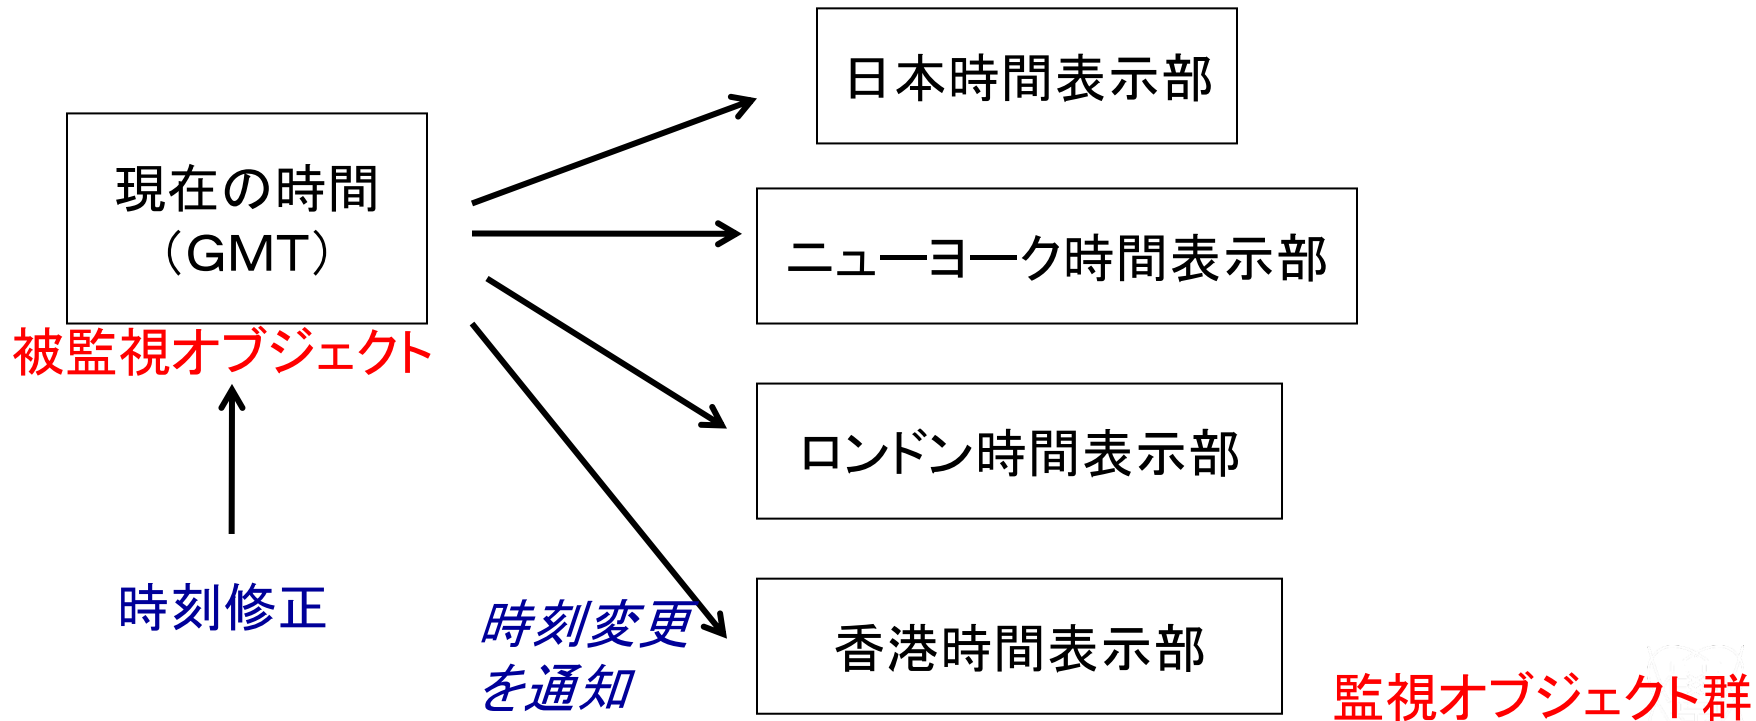 現在の時間
（GMT）
被監視オブジェクト
時刻修正
時刻変更
を通知
日本時間表示部
ニューヨーク時間表示部
ロンドン時間表示部
香港時間表示部
監視オブジェクト群